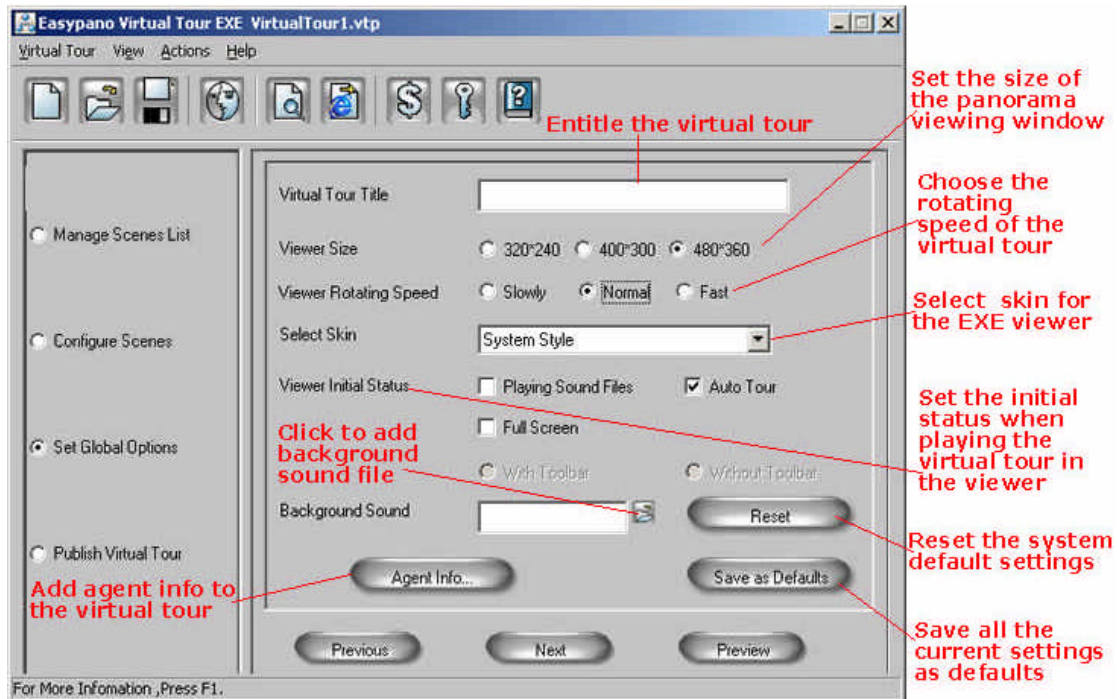 Easypano Virtual Tour EXE VirtualTour1.vtp
Virtual Tour View Actions Help
Entitle the virtual tour
Set the size of
the panorama
viewing window
Virtual Tour Title
Choose the
rotating
speed of the
virtual tour
Manage Scenes List
Viewer Size
320*240
400*300
480*360
Viewer Rotating Speed
Slowly
Normal
Fast
Select skin for
the EXE viewer
Configure Scenes
Select Skin
System Style
Viewer Initial Status
Playing Sound Files
Auto Tour
Set the initial
status when
playing the
virtual tour in
the viewer
Full Screen
Click to add
background
sound file
Set Global Options
With Toolbar
Without Toolbar
Background Sound
Reset
Reset the system
default settings
Publish Virtual Tour
Agent Info...
Save as Defaults
Add agent info to
the virtual tour
Save all the
current settings
as defaults
Previous
Next
Preview
For More Infomation ,Press F1.